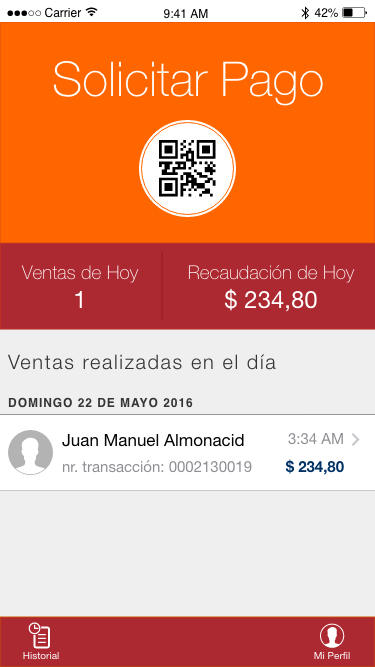 Carrier 9:41 AM 42%
Solicitar Pago
Ventas de Hoy
1
Recaudación de Hoy
$ 234,80
Ventas realizadas en el día
DOMINGO 22 DE MAYO 2016
Juan Manuel Almonacid 3:34 AM
nr. transacción: 0002130019 $ 234,80
Historial Mi Perfil